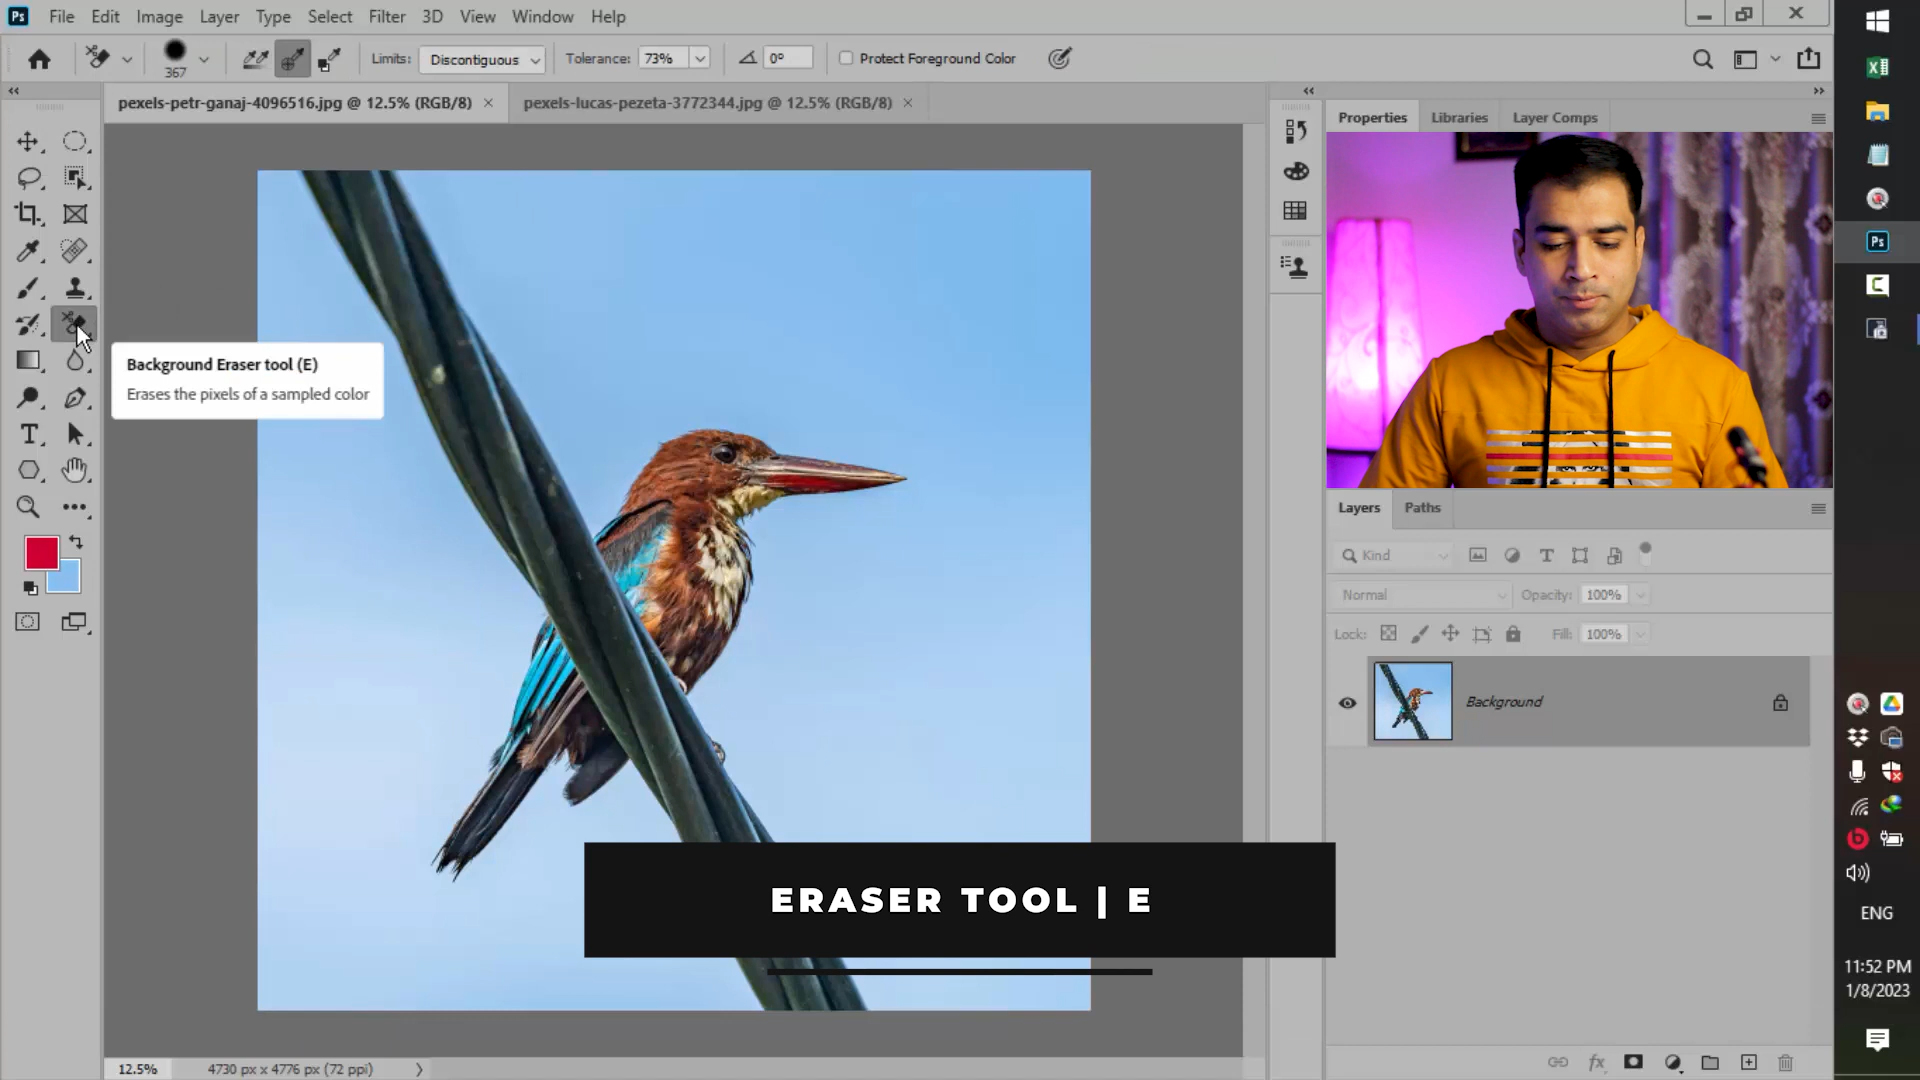 Ps File Edit Image Layer Type Select Filter 3D View Window Help
367 Limits: Discontiguous Tolerance: 73% 0° Protect Foreground Color
pexels-petr-ganaj-4096516.jpg @ 12.5% (RGB/8) × pexels-lucas-pezeta-3772344.jpg @ 12.5% (RGB/8) ×
Properties Libraries Layer Comps
Background Eraser tool (E)
Erases the pixels of a sampled color
Ps
Layers Paths
Kind
Normal Opacity: 100%
Lock: Fill: 100%
Background
ERASER TOOL | E
ENG
11:52 PM
1/8/2023
12.5% 4730 px x 4776 px (72 ppi)